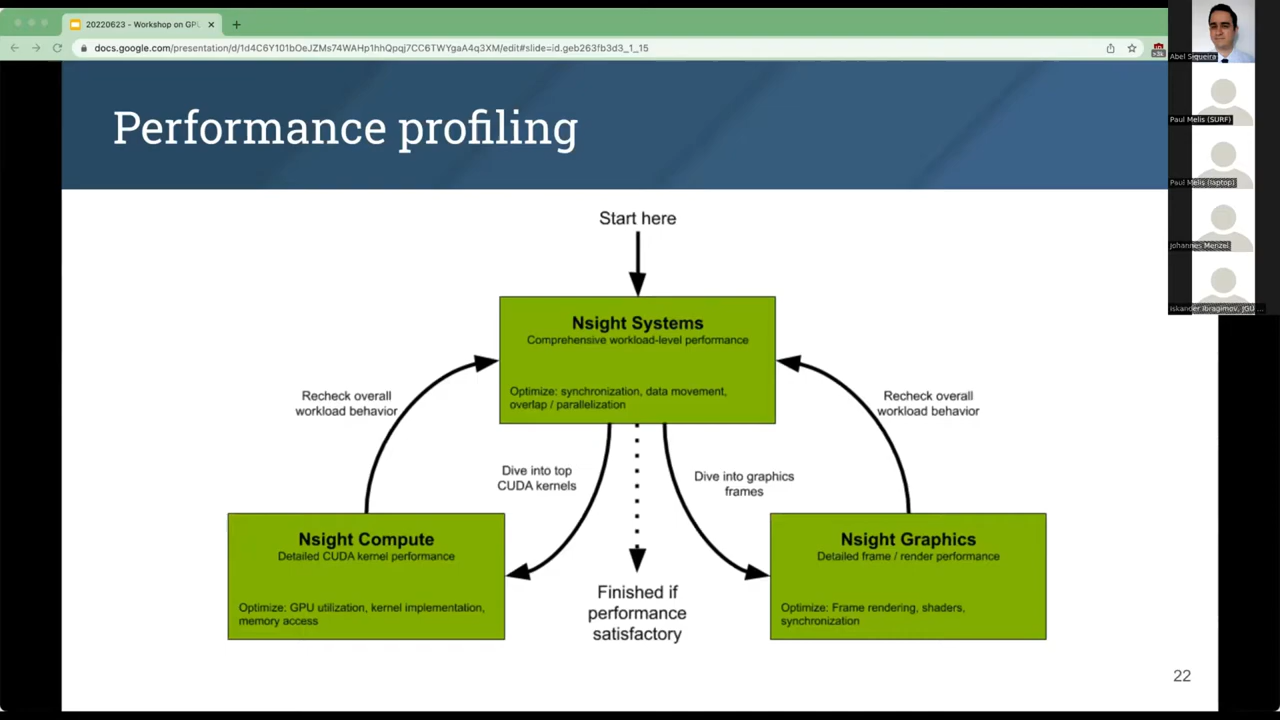 20220623 - Workshop on GPU
docs.google.com/presentation/d/1d4C6Y101bOeJZMs74WAHp1hhQpqj7CC6TWYgaA4q3XM/edit#slide=id.geb263fb3d3_1_15
Abel Siqueira
Paul Melis (SURF)
Paul Melis (laptop)
Johannes Menzel
Iskander Ibragimov, JGU ...
Performance profiling
Start here
Nsight Systems
Comprehensive workload-level performance
Optimize: synchronization, data movement,
overlap / parallelization
Recheck overall
workload behavior
Recheck overall
workload behavior
Dive into top
CUDA kernels
Dive into graphics
frames
Nsight Compute
Detailed CUDA kernel performance
Optimize: GPU utilization, kernel implementation,
memory access
Finished if
performance
satisfactory
Nsight Graphics
Detailed frame / render performance
Optimize: Frame rendering, shaders,
synchronization
22